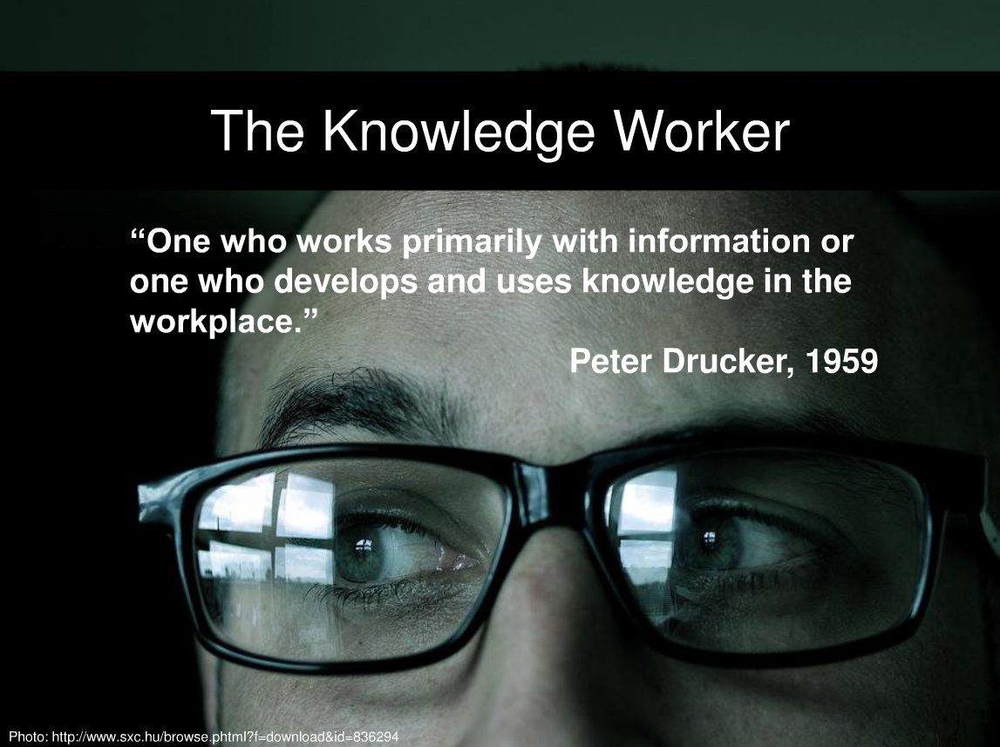 The Knowledge Worker
“One who works primarily with information or
one who develops and uses knowledge in the
workplace.”
Peter Drucker, 1959
Photo: http://www.sxc.hu/browse.phtml?f=download&id=836294